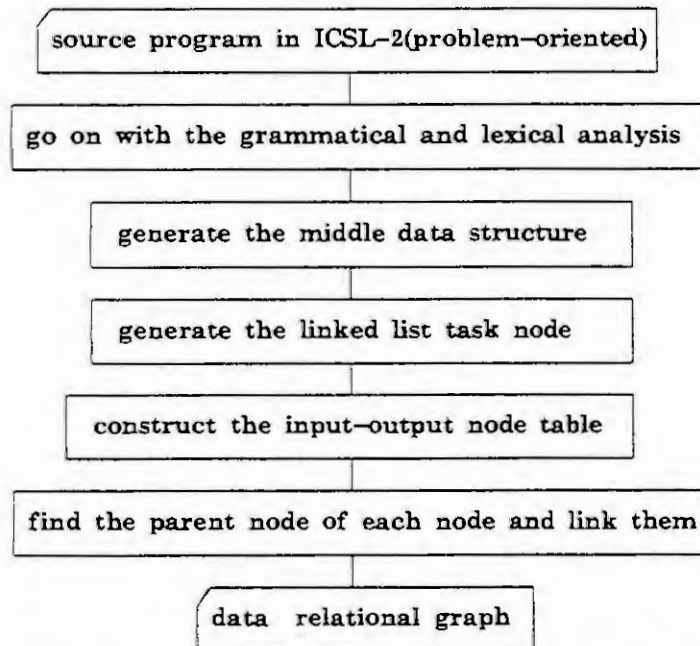 source program in ICSL-2(problem-oriented)
go on with the grammatical and lexical analysis
generate the middle data structure
generate the linked list task node
construct the input-output node table
find the parent node of each node and link them
data relational graph